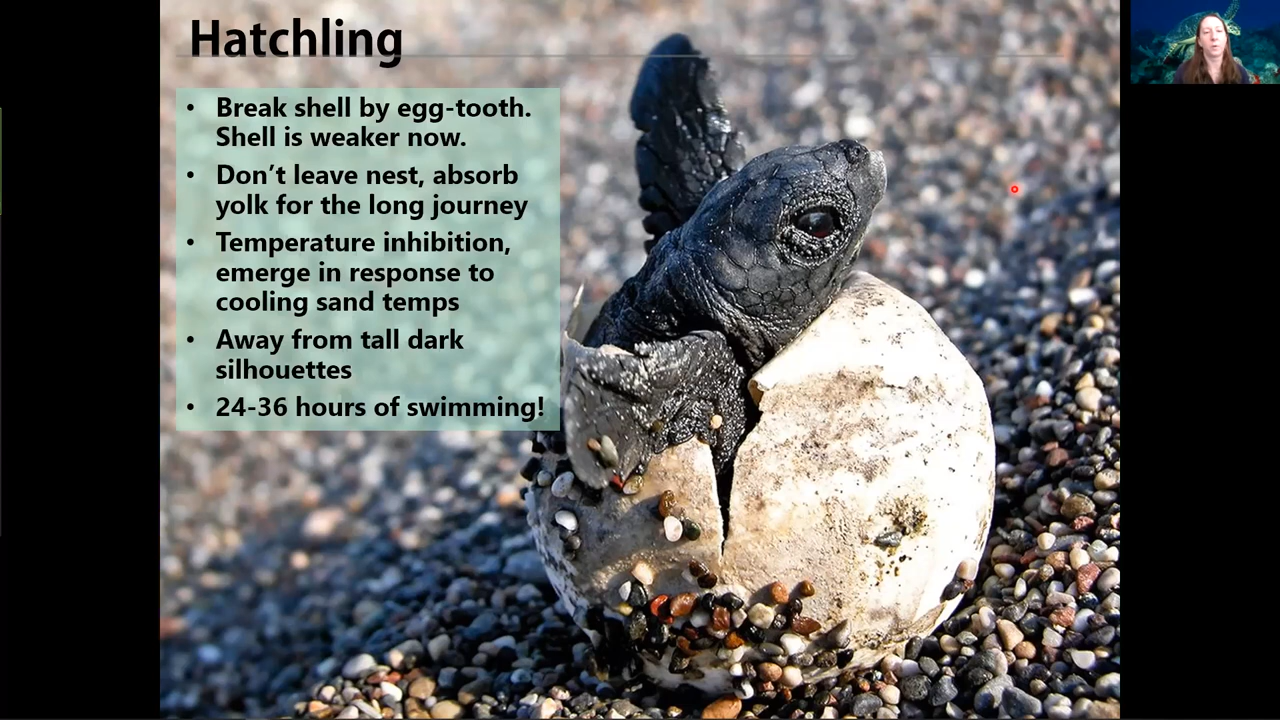 Hatchling
• Break shell by egg-tooth.
Shell is weaker now.
• Don’t leave nest, absorb
yolk for the long journey
• Temperature inhibition,
emerge in response to
cooling sand temps
• Away from tall dark
silhouettes
• 24-36 hours of swimming!